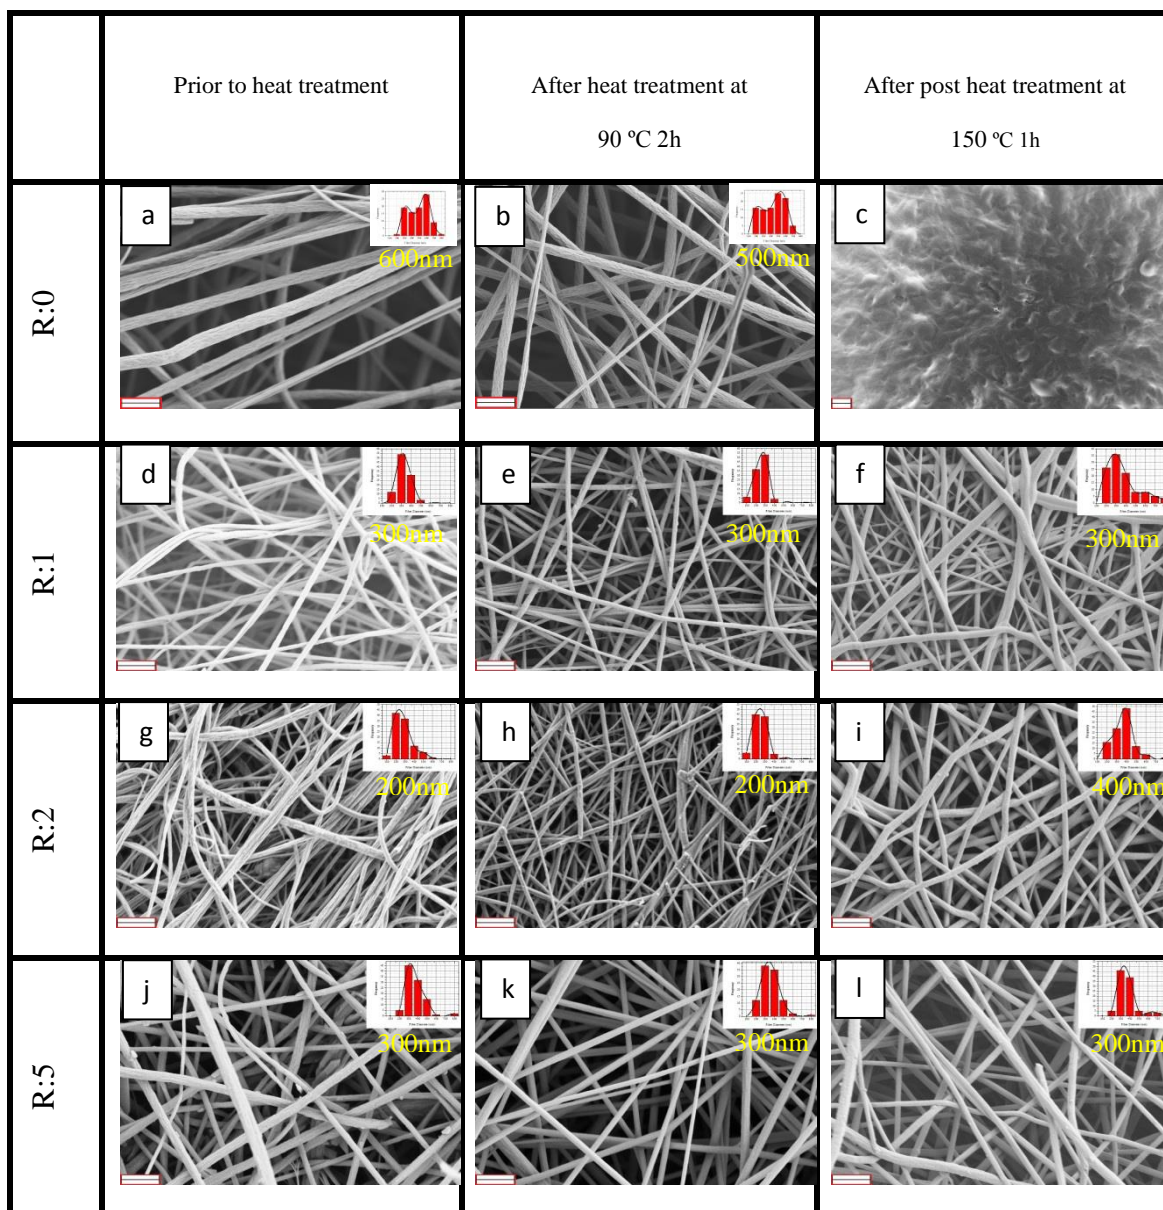 Prior to heat treatment
After heat treatment at
90 ºC 2h
After post heat treatment at
150 ºC 1h
R:0
a
600nm
b
500nm
c
R:1
d
300nm
e
300nm
f
300nm
R:2
g
200nm
h
200nm
i
400nm
R:5
j
300nm
k
300nm
l
300nm